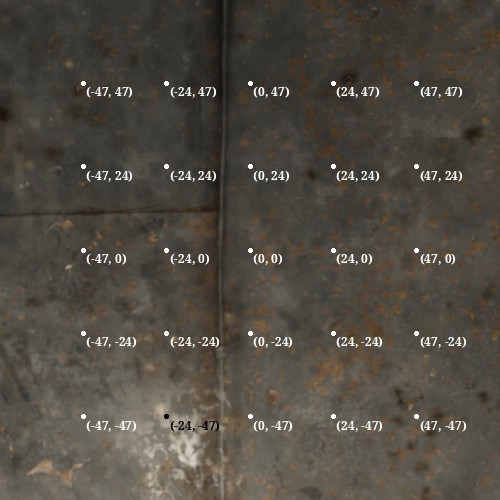 (-47, 47) (-24, 47) (0, 47) (24, 47) (47, 47)
(-47, 24) (-24, 24) (0, 24) (24, 24) (47, 24)
(-47, 0) (-24, 0) (0, 0) (24, 0) (47, 0)
(-47, -24) (-24, -24) (0, -24) (24, -24) (47, -24)
(-47, -47) (-24, -47) (0, -47) (24, -47) (47, -47)